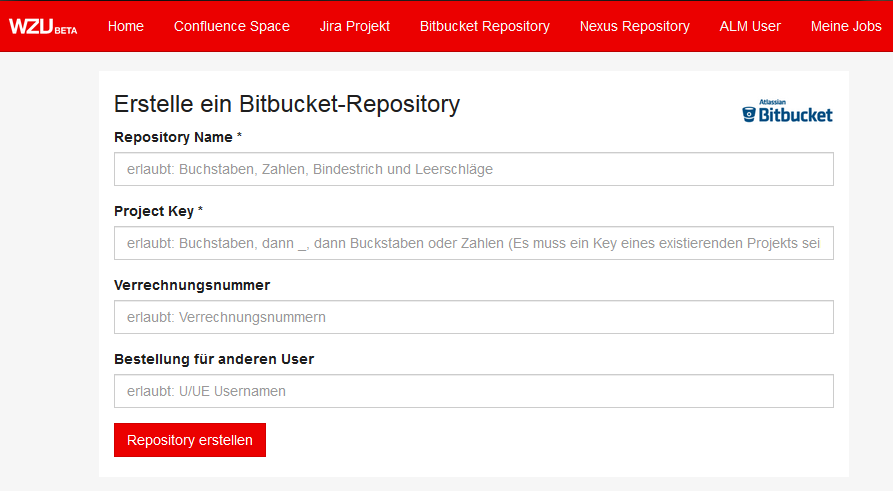 WZU BETA Home Confluence Space Jira Projekt Bitbucket Repository Nexus Repository ALM User Meine Jobs
Erstelle ein Bitbucket-Repository
Atlassian
Bitbucket
Repository Name *
erlaubt: Buchstaben, Zahlen, Bindestrich und Leerschläge
Project Key *
erlaubt: Buchstaben, dann _, dann Buckstaben oder Zahlen (Es muss ein Key eines existierenden Projekts sei
Verrechnungsnummer
erlaubt: Verrechnungsnummern
Bestellung für anderen User
erlaubt: U/UE Usernamen
Repository erstellen